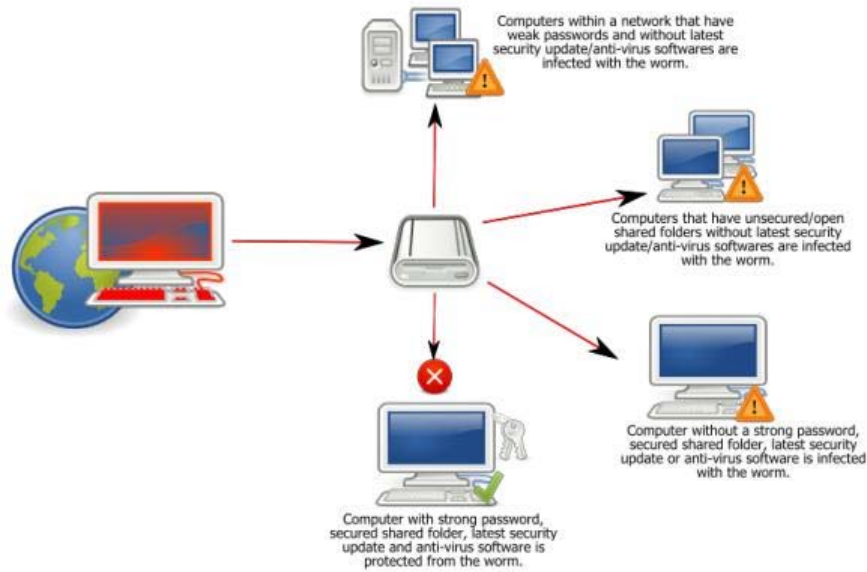 Computers within a network that have
weak passwords and without latest
security update/anti-virus softwares are
infected with the worm.
Computers that have unsecured/open
shared folders without latest security
update/anti-virus softwares are infected
with the worm.
Computer without a strong password,
secured shared folder, latest security
update or anti-virus software is infected
with the worm.
Computer with strong password,
secured shared folder, latest security
update and anti-virus software is
protected from the worm.